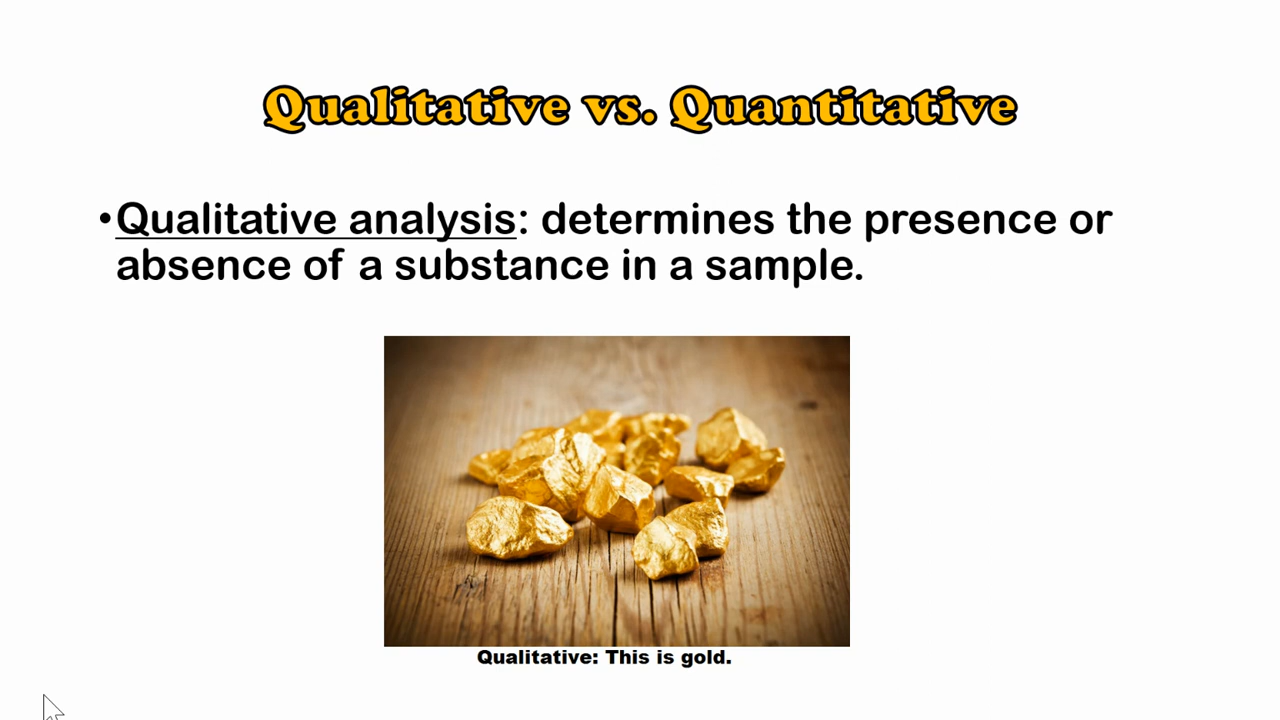 Qualitative vs. Quantitative
•Qualitative analysis: determines the presence or
absence of a substance in a sample.
Qualitative: This is gold.